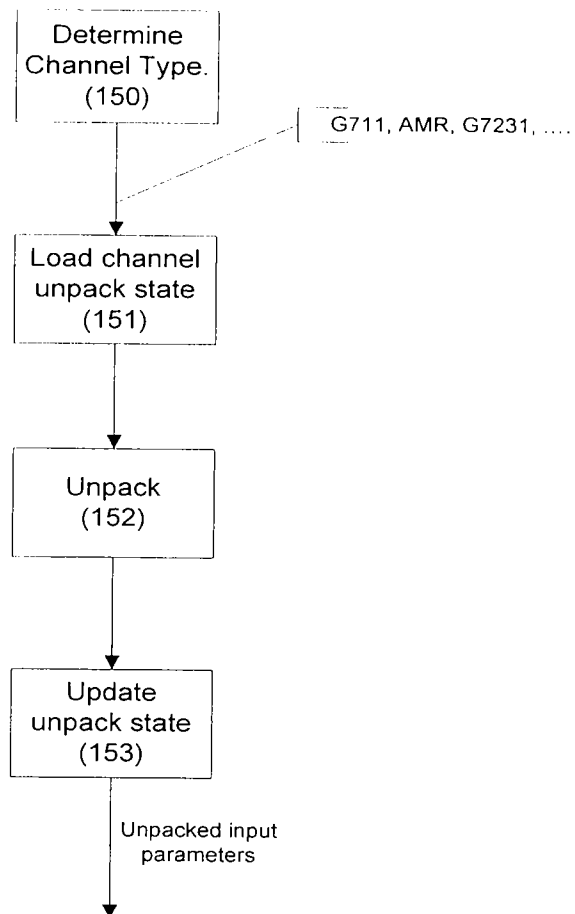 Determine
Channel Type.
(150)
G711, AMR, G7231, ....
Load channel
unpack state
(151)
Unpack
(152)
Update
unpack state
(153)
Unpacked input
parameters